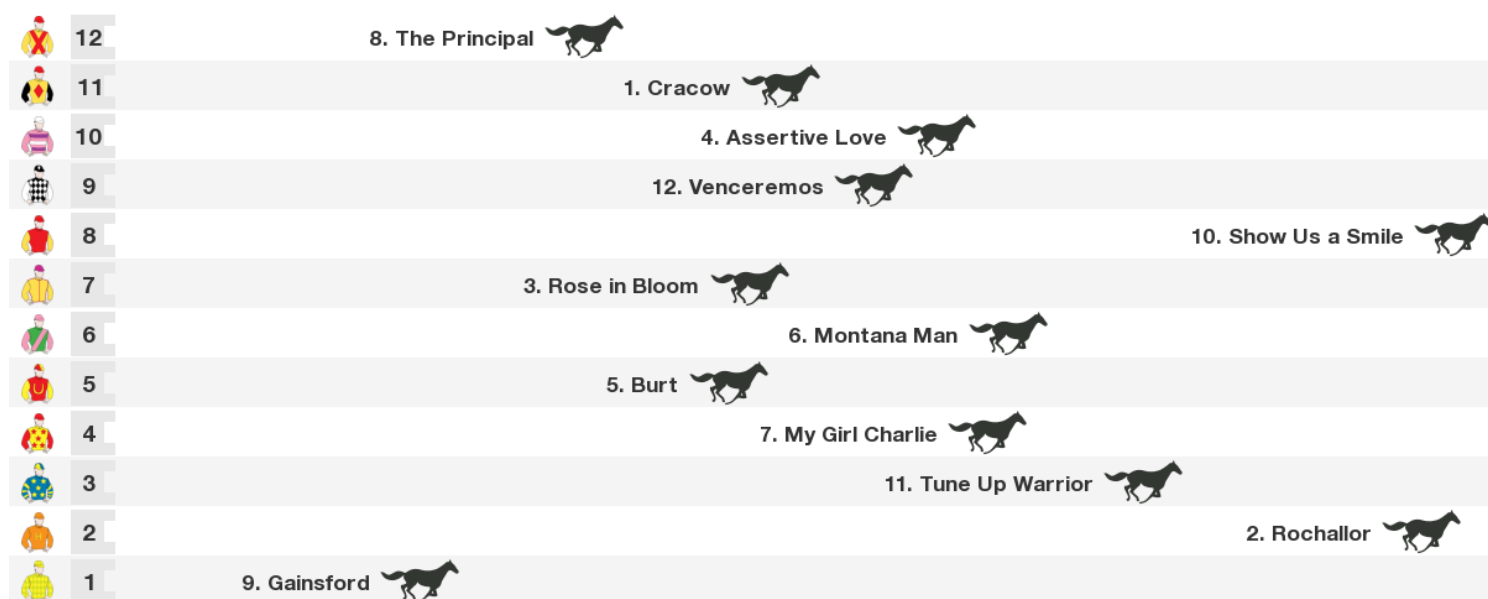 12 8. The Principal
11 1. Cracow
10 4. Assertive Love
9 12. Venceremos
8 10. Show Us a Smile
7 3. Rose in Bloom
6 6. Montana Man
5 5. Burt
4 7. My Girl Charlie
3 11. Tune Up Warrior
2 2. Rochallor
H
1 9. Gainsford